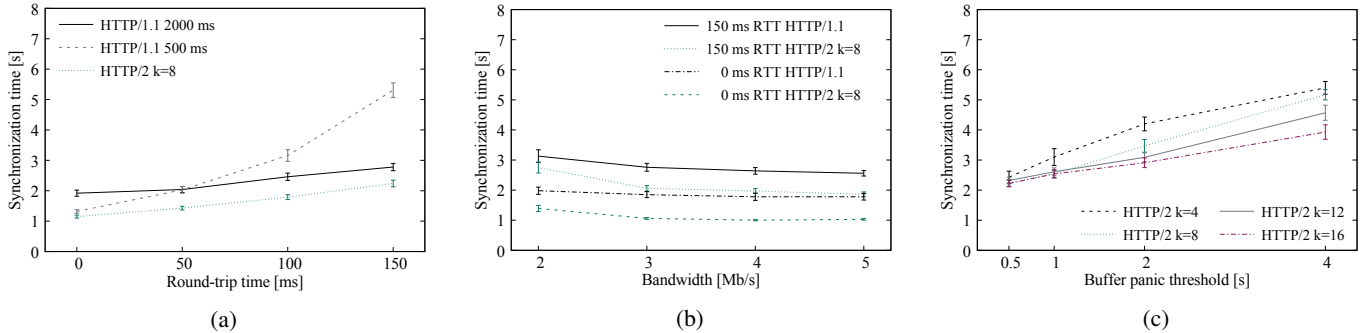 Synchronization time [s]
8
7
6
5
4
3
2
1
0
HTTP/1.1 2000 ms
HTTP/1.1 500 ms
HTTP/2 k=8
0 50 100 150
Round-trip time [ms]
(a)
Synchronization time [s]
8
7
6
5
4
3
2
1
0
150 ms RTT HTTP/1.1
150 ms RTT HTTP/2 k=8
0 ms RTT HTTP/1.1
0 ms RTT HTTP/2 k=8
2 3 4 5
Bandwidth [Mb/s]
(b)
Synchronization time [s]
8
7
6
5
4
3
2
1
0
HTTP/2 k=4 HTTP/2 k=12
HTTP/2 k=8 HTTP/2 k=16
0.5 1 2 4
Buffer panic threshold [s]
(c)